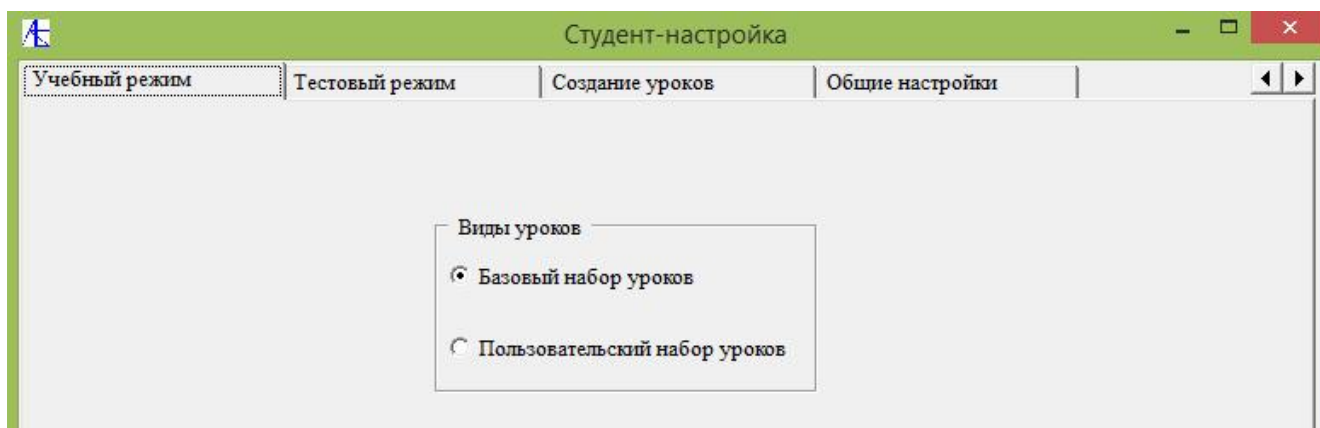 Студент-настройка
Учебный режим Тестовый режим Создание уроков Общие настройки
Виды уроков
Базовый набор уроков
Пользовательский набор уроков